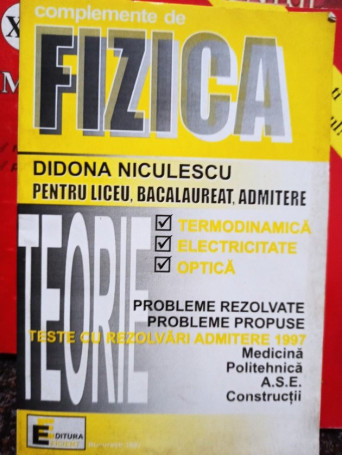 complemente de
FIZICA
DIDONA NICULESCU
PENTRU LICEU, BACALAUREAT, ADMITERE
TERMODINAMICĂ
ELECTRICITATE
OPTICĂ
TEORIE
PROBLEME REZOLVATE
PROBLEME PROPUSE
TESTE CU REZOLVĂRI ADMITERE 1997
Medicină
Politehnică
A.S.E.
Construcții
EDITURA